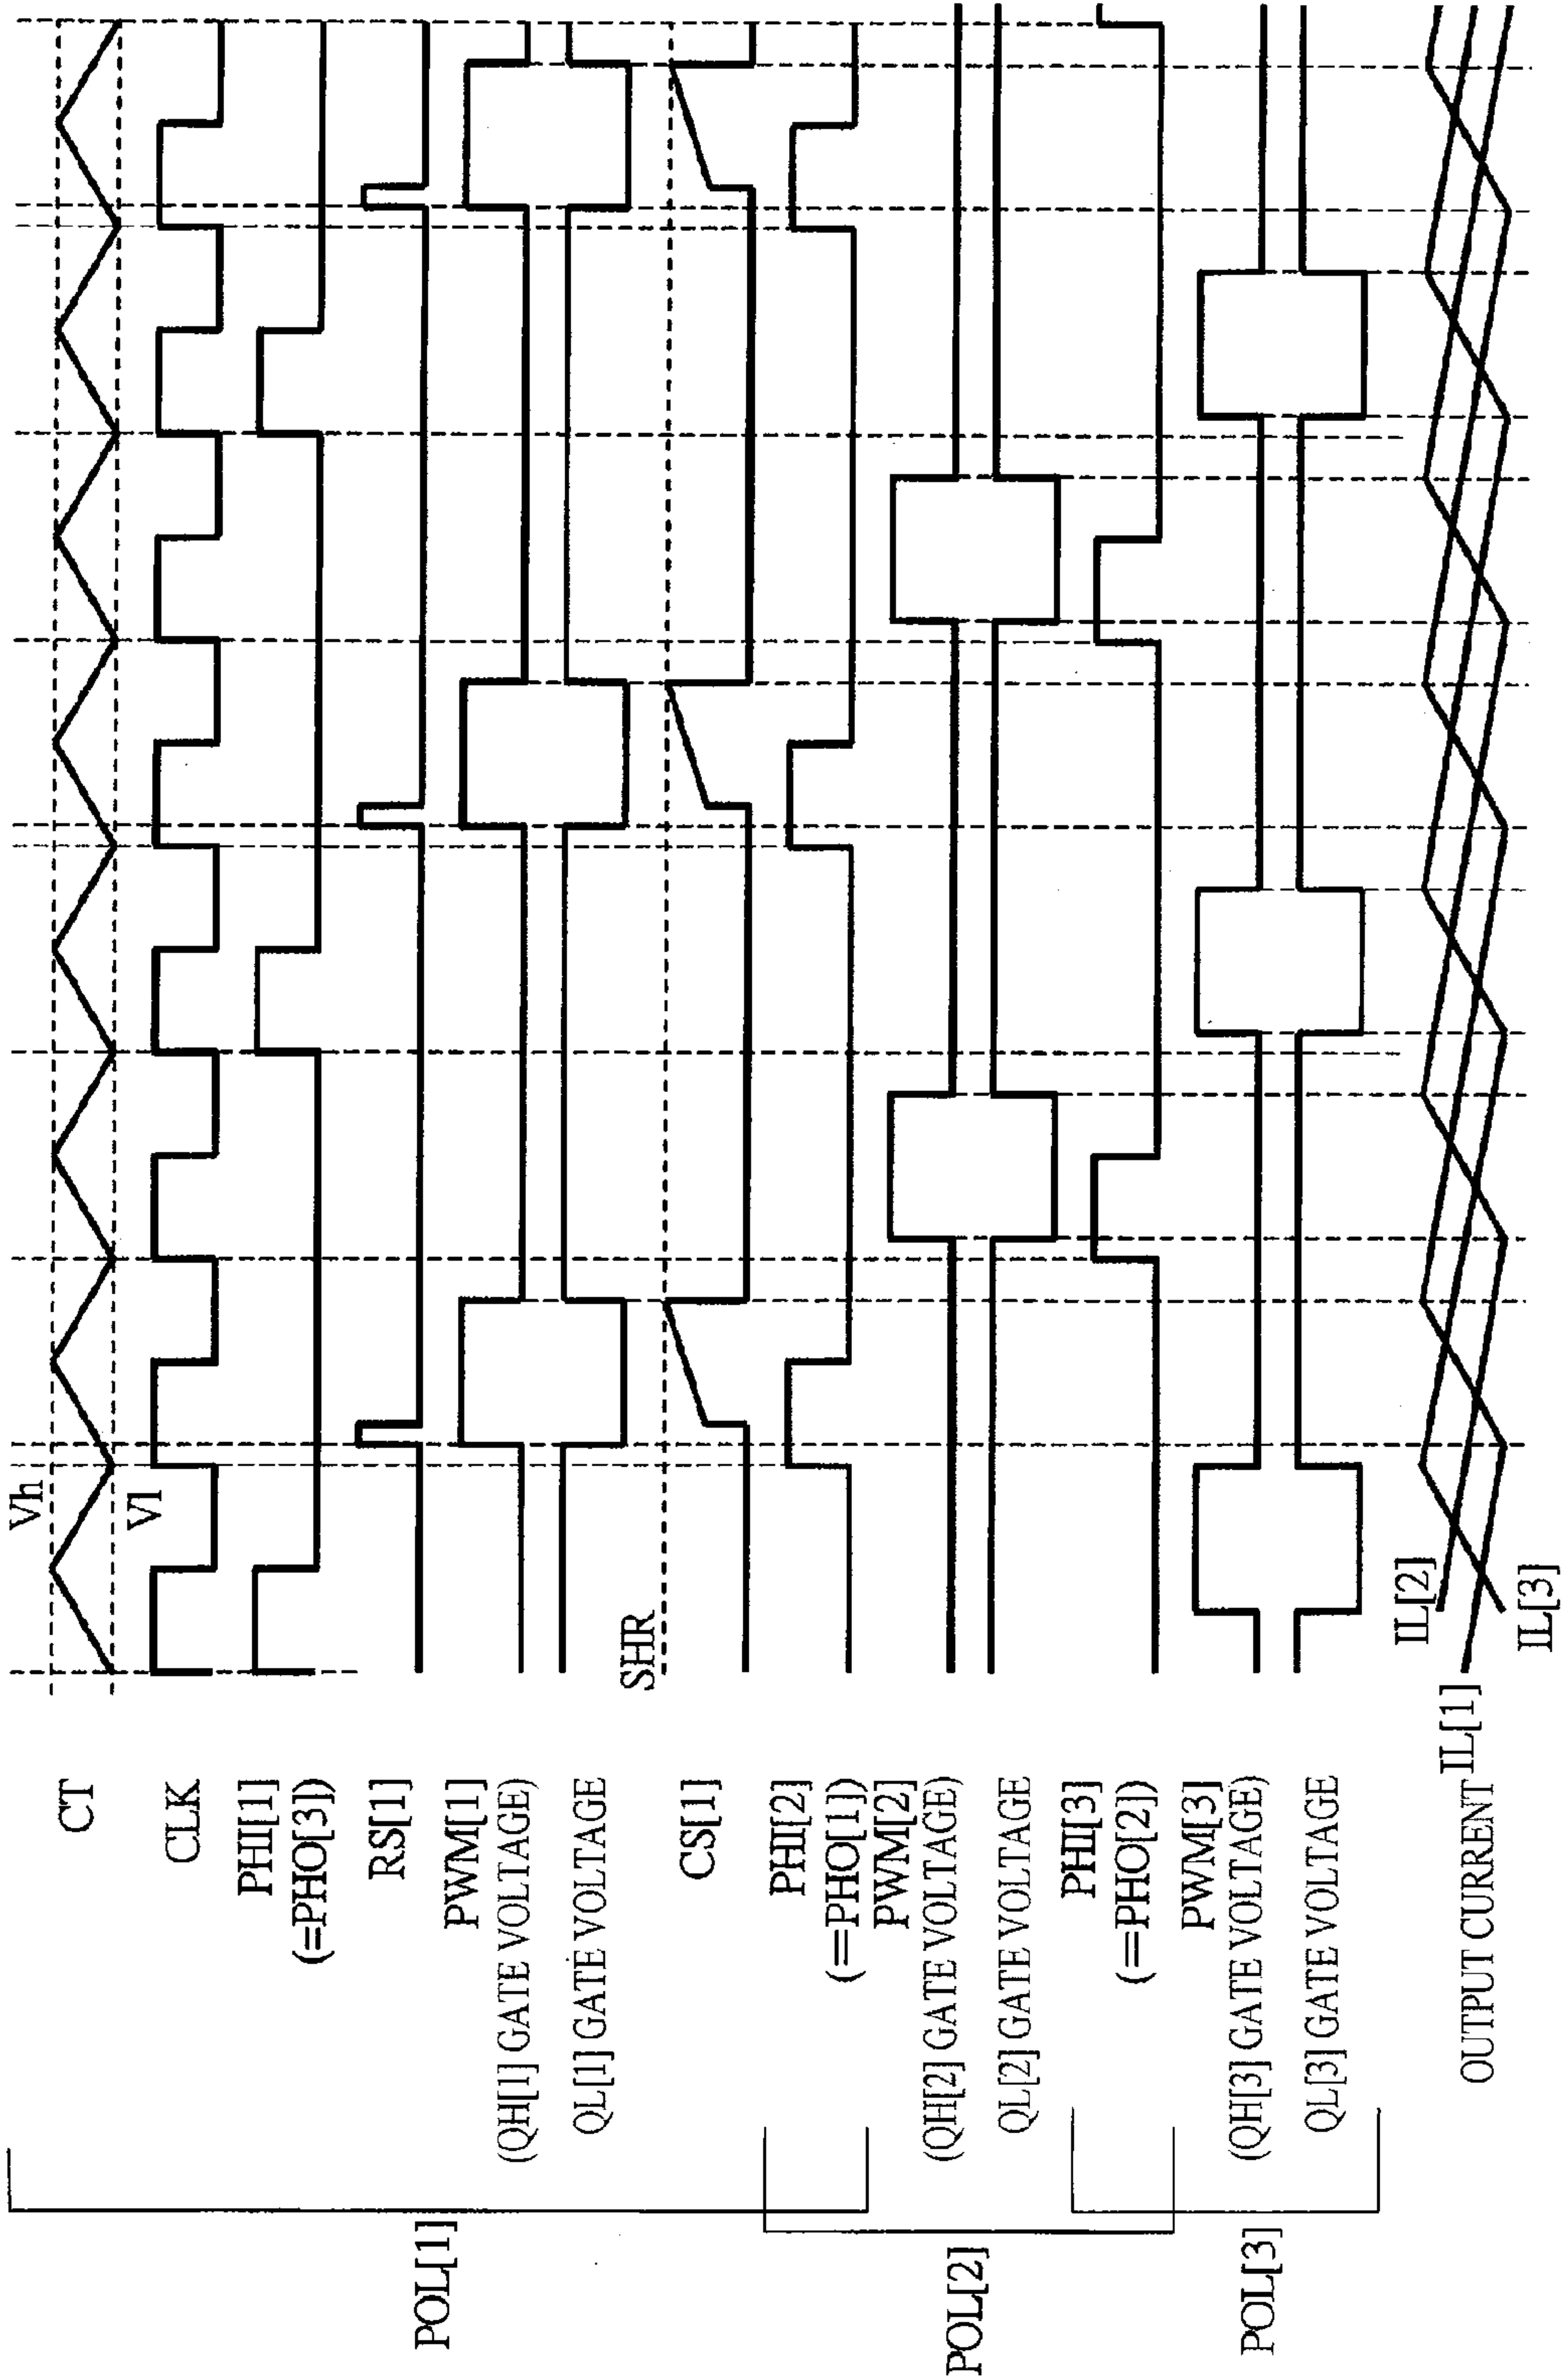 Vh
CT
Vl
CLK
PHI[1]
(=PHO[3])
RS[1]
PWM[1]
(QH[1] GATE VOLTAGE)
QL[1] GATE VOLTAGE
SHR
CS[1]
PHI[2]
(=PHO[1])
PWM[2]
(QH[2] GATE VOLTAGE)
QL[2] GATE VOLTAGE
PHI[3]
(=PHO[2])
PWM[3]
(QH[3] GATE VOLTAGE)
QL[3] GATE VOLTAGE
IL[2]
IL[1]
OUTPUT CURRENT
IL[3]
POL[1]
POL[2]
POL[3]